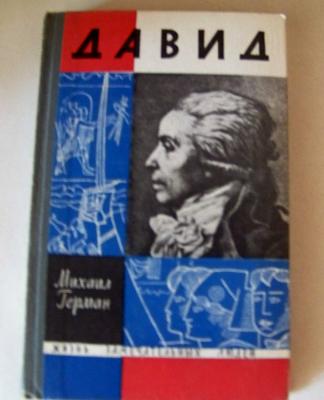 ДАВИД
Михаил
Герман
ЖИЗНЬ ЗАМЕЧАТЕЛЬНЫХ ЛЮДЕЙ